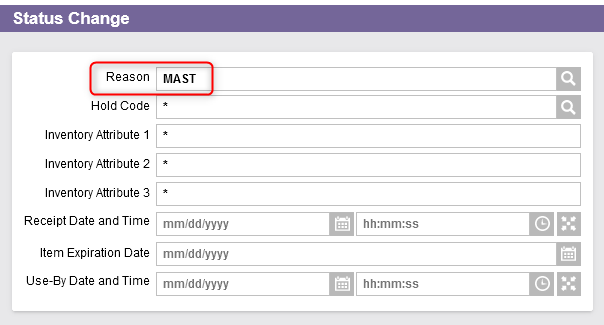 Status Change
Reason MAST
Hold Code *
Inventory Attribute 1 *
Inventory Attribute 2 *
Inventory Attribute 3 *
Receipt Date and Time mm/dd/yyyy hh:mm:ss
Item Expiration Date mm/dd/yyyy
Use-By Date and Time mm/dd/yyyy hh:mm:ss